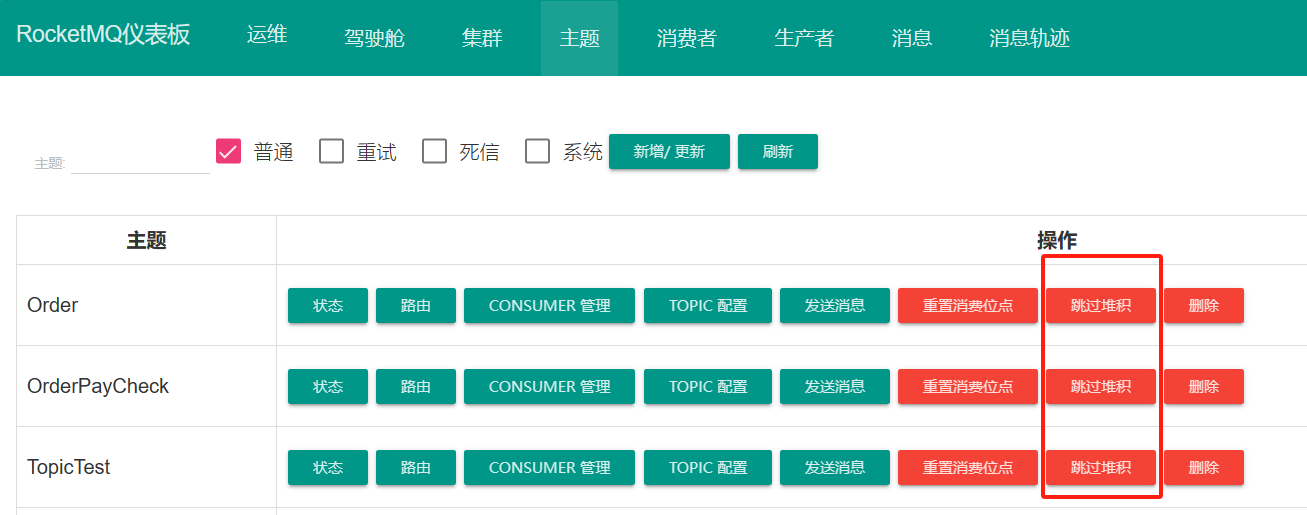 RocketMQ仪表板 运维 驾驶舱 集群 主题 消费者 生产者 消息 消息轨迹
主题: 普通 重试 死信 系统 新增/ 更新 刷新
主题 操作
Order 状态 路由 CONSUMER 管理 TOPIC 配置 发送消息 重置消费位点 跳过堆积 删除
OrderPayCheck 状态 路由 CONSUMER 管理 TOPIC 配置 发送消息 重置消费位点 跳过堆积 删除
TopicTest 状态 路由 CONSUMER 管理 TOPIC 配置 发送消息 重置消费位点 跳过堆积 删除